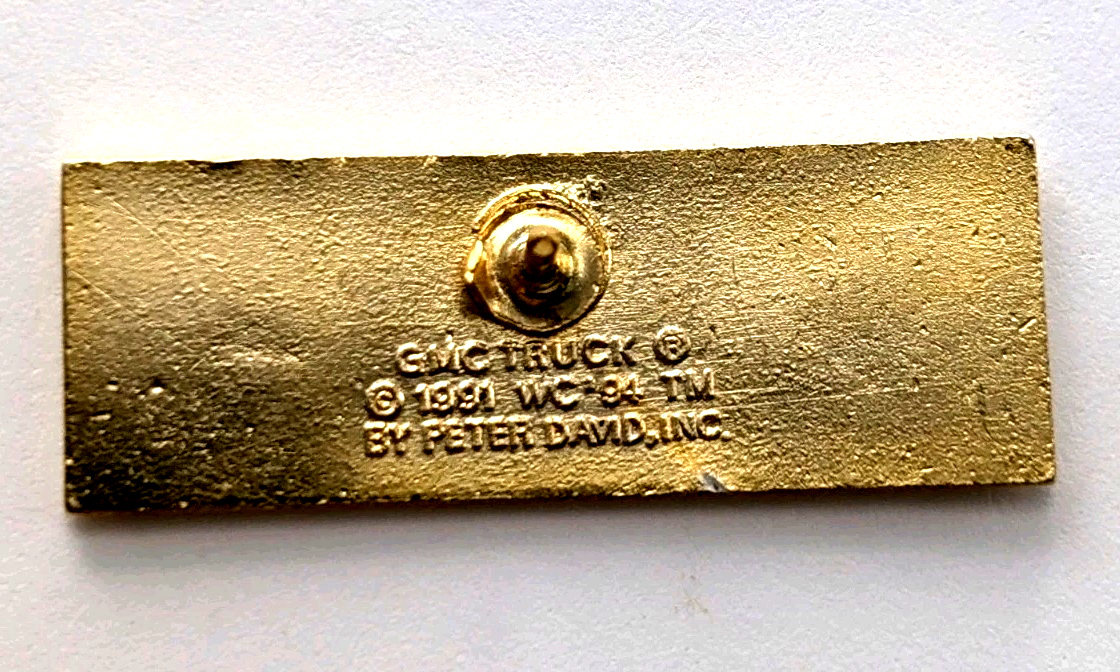 GMC TRUCK ®
© 1991 WC '94 TM
BY PETER DAVID, INC.